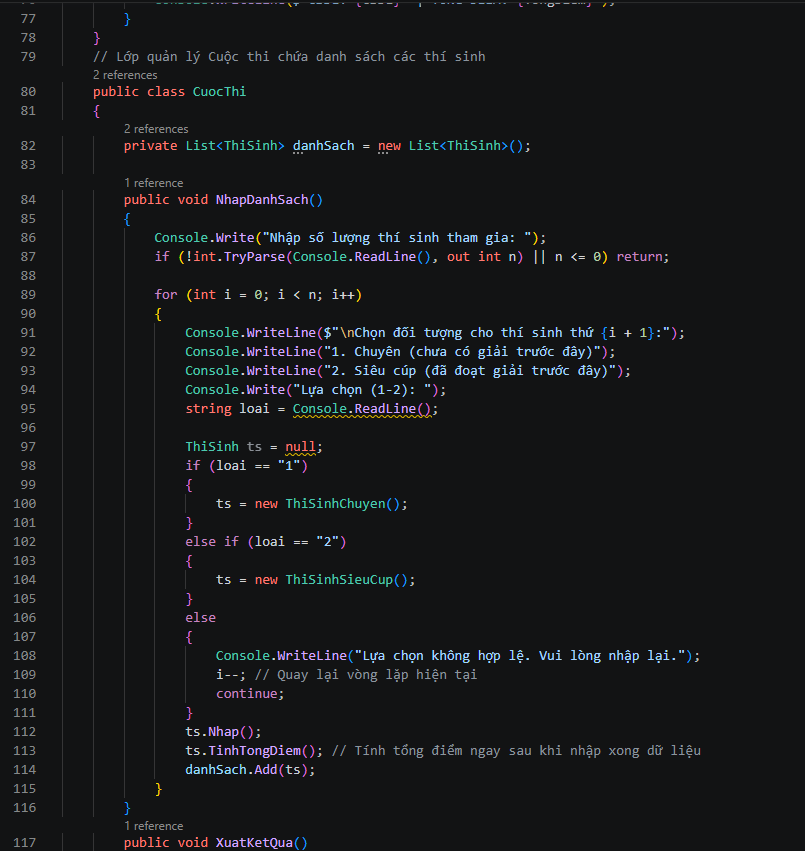 77 }
78 }
79 // Lớp quản lý Cuộc thi chứa danh sách các thí sinh
2 references
80 public class CuocThi
81 {
2 references
82 private List<ThiSinh> danhSach = new List<ThiSinh>();
83
1 reference
84 public void NhapDanhSach()
85 {
86 Console.Write("Nhập số lượng thí sinh tham gia: ");
87 if (!int.TryParse(Console.ReadLine(), out int n) || n <= 0) return;
88
89 for (int i = 0; i < n; i++)
90 {
91 Console.WriteLine($"\nChọn đối tượng cho thí sinh thứ {i + 1}:");
92 Console.WriteLine("1. Chuyên (chưa có giải trước đây)");
93 Console.WriteLine("2. Siêu cúp (đã đoạt giải trước đây)");
94 Console.Write("Lựa chọn (1-2): ");
95 string loai = Console.ReadLine();
96
97 ThiSinh ts = null;
98 if (loai == "1")
99 {
100 ts = new ThiSinhChuyen();
101 }
102 else if (loai == "2")
103 {
104 ts = new ThiSinhSieuCup();
105 }
106 else
107 {
108 Console.WriteLine("Lựa chọn không hợp lệ. Vui lòng nhập lại.");
109 i--; // Quay lại vòng lặp hiện tại
110 continue;
111 }
112 ts.Nhap();
113 ts.TinhTongDiem(); // Tính tổng điểm ngay sau khi nhập xong dữ liệu
114 danhSach.Add(ts);
115 }
116 }
1 reference
117 public void XuatKetQua()